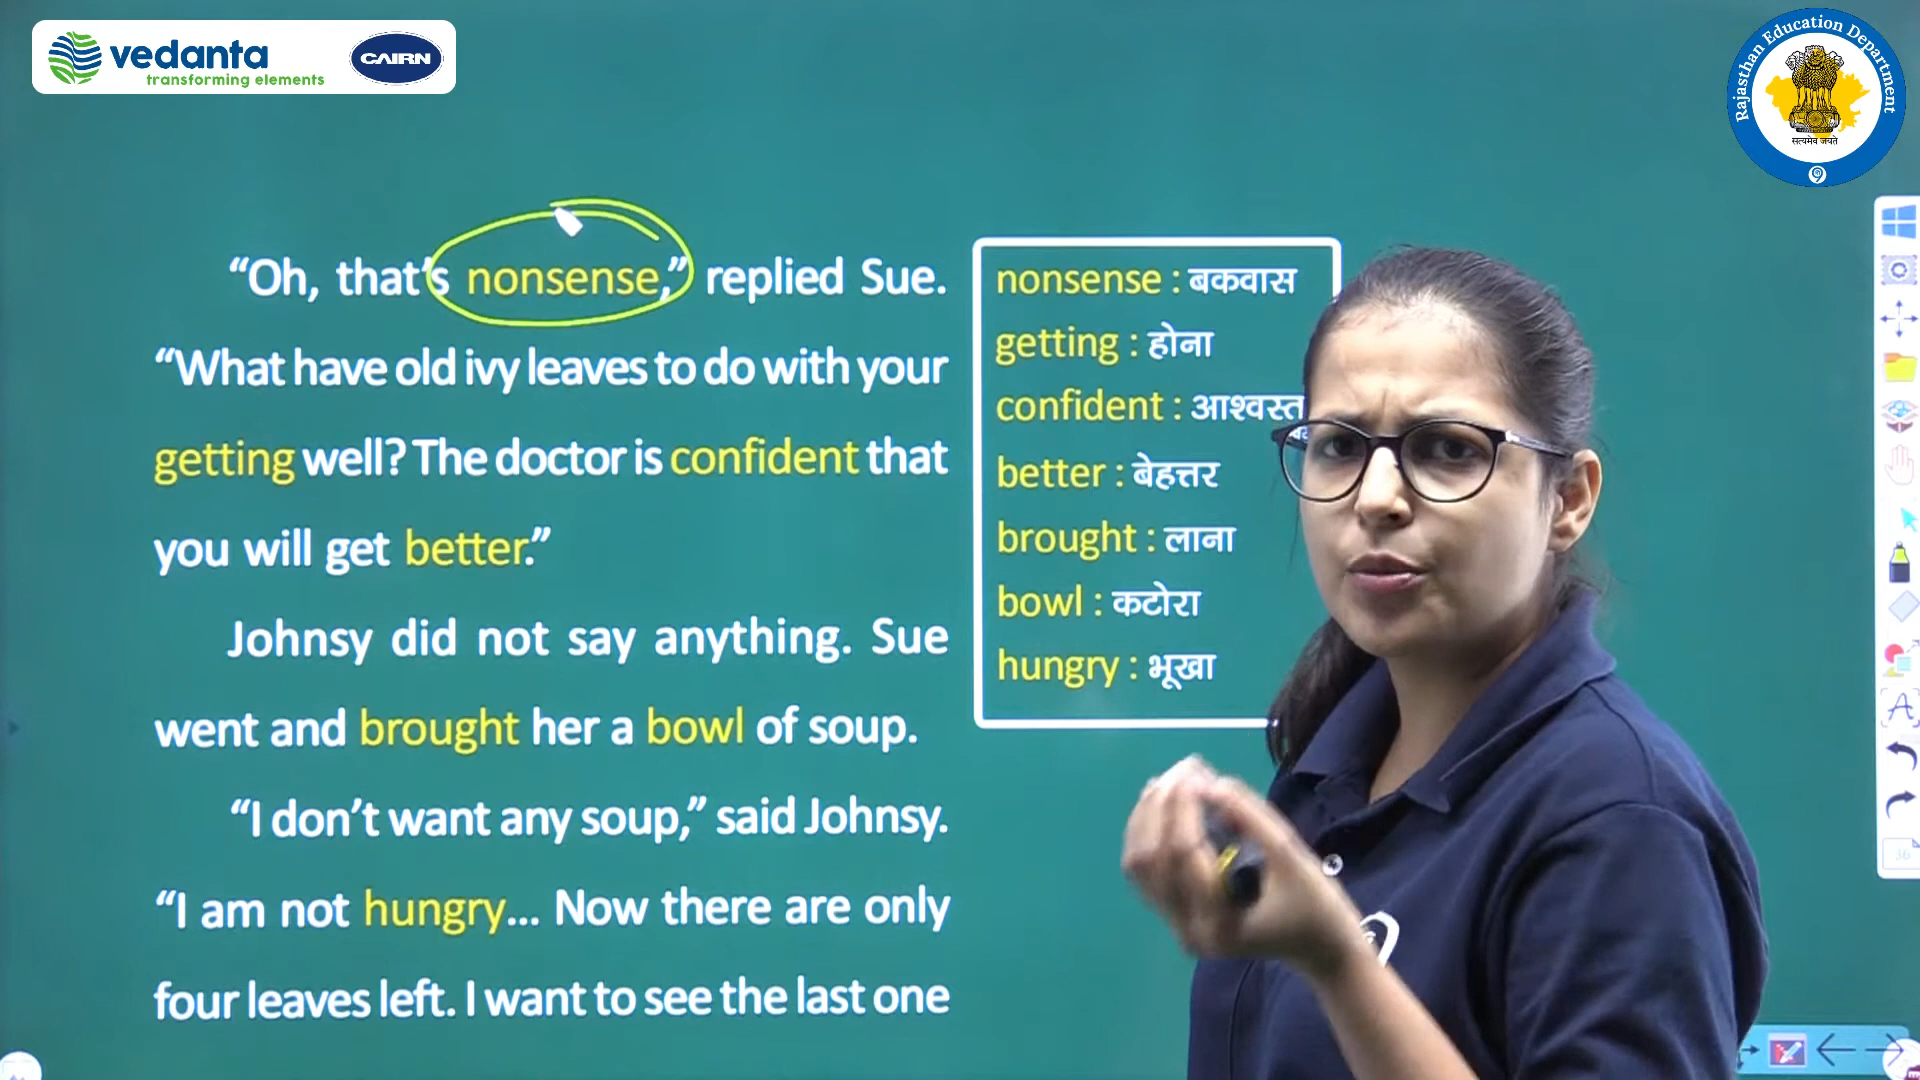 vedanta
transforming elements
CAIRN
Rajasthan Education Department
सत्यमेव जयते
“Oh, that’s nonsense,” replied Sue.
“What have old ivy leaves to do with your
getting well? The doctor is confident that
you will get better.”
Johnsy did not say anything. Sue
went and brought her a bowl of soup.
“I don’t want any soup,” said Johnsy.
“I am not hungry... Now there are only
four leaves left. I want to see the last one
nonsense : बकवास
getting : होना
confident : आश्वस्त
better : बेहत्तर
brought : लाना
bowl : कटोरा
hungry : भूखा
A
36